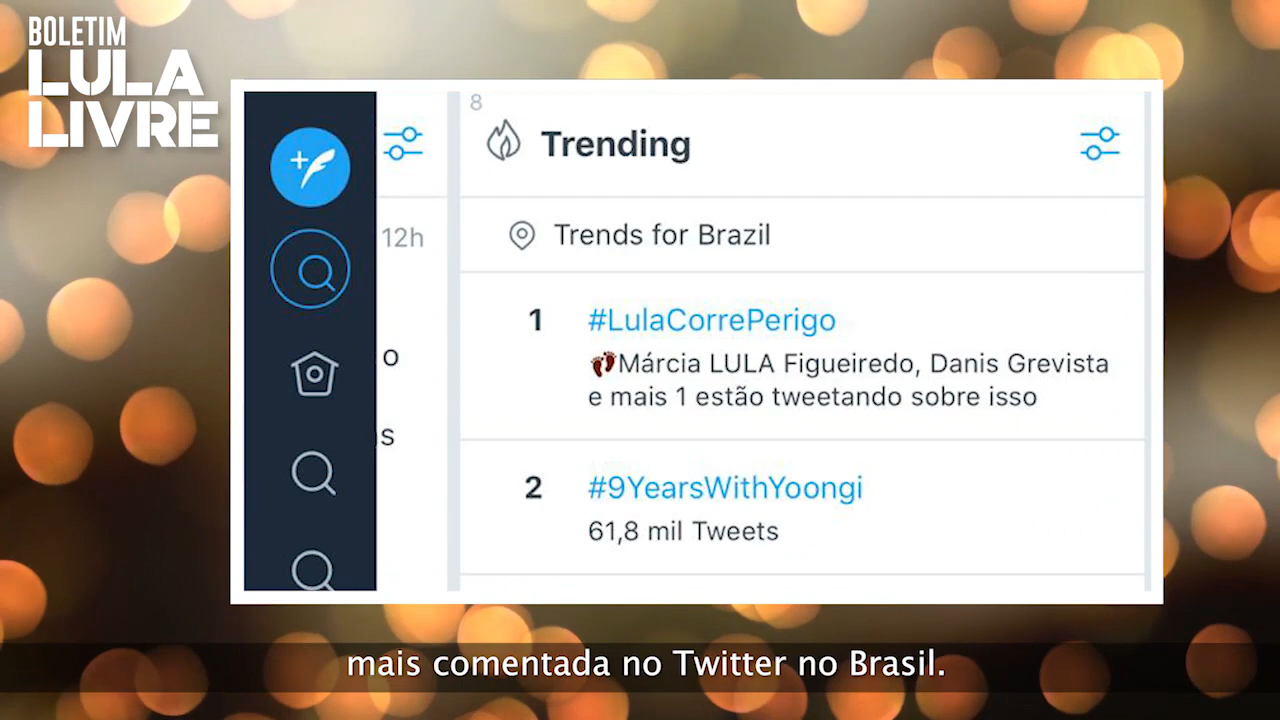 BOLETIM
LULA
LIVRE
8
Trending
12h
Trends for Brazil
1 #LulaCorrePerigo
Márcia LULA Figueiredo, Danis Grevista
e mais 1 estão tweetando sobre isso
o
s
2 #9YearsWithYoongi
61,8 mil Tweets
mais comentada no Twitter no Brasil.